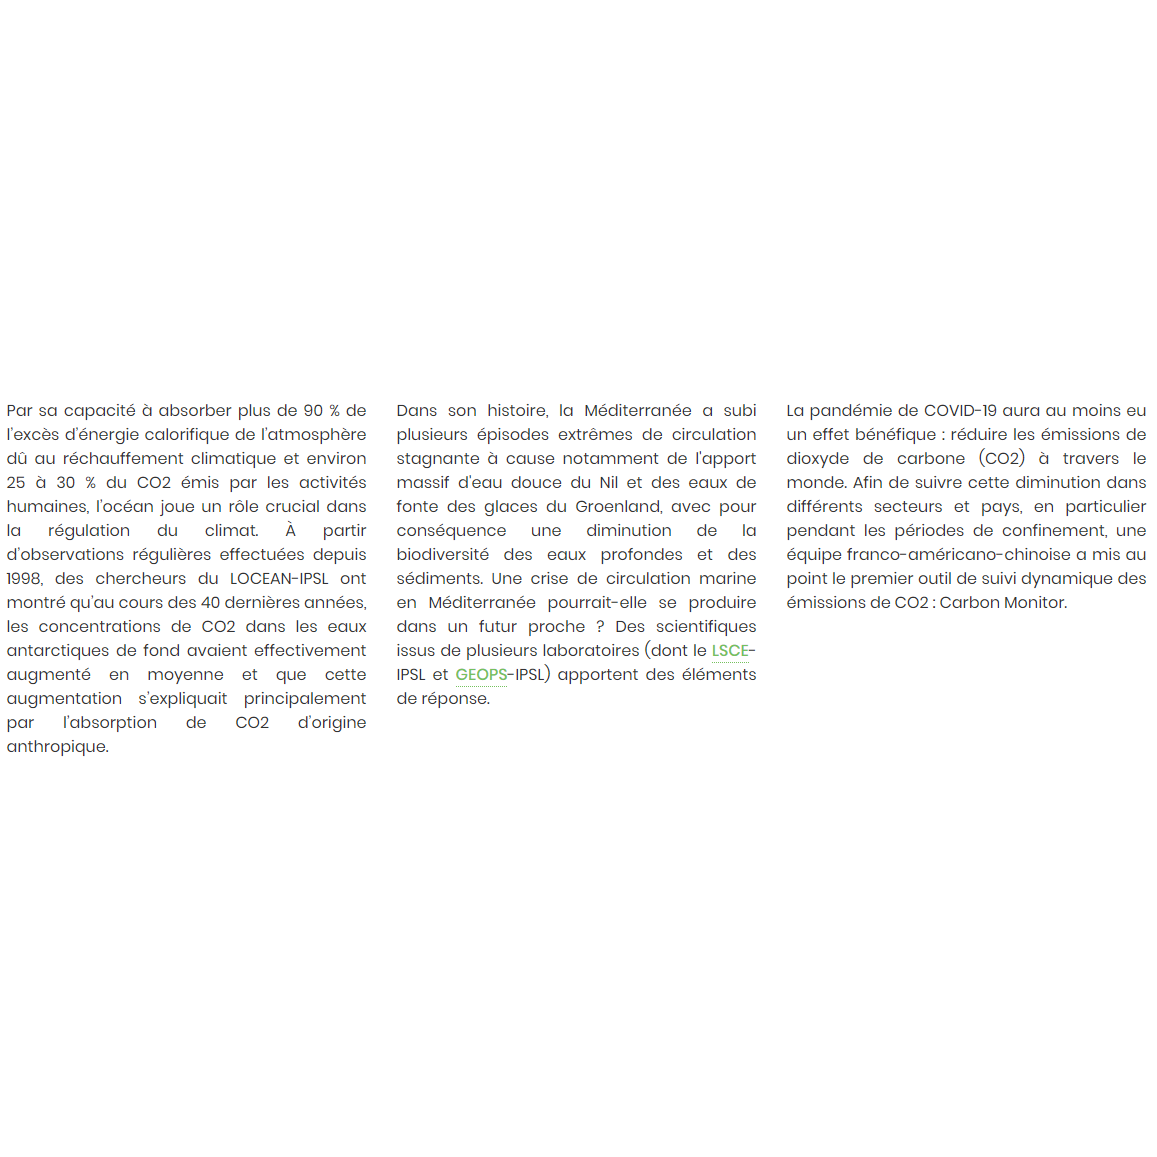 Par sa capacité à absorber plus de 90 % de
l'excès d'énergie calorifique de l'atmosphère
dû au réchauffement climatique et environ
25 à 30 % du CO2 émis par les activités
humaines, l'océan joue un rôle crucial dans
la régulation du climat. À partir
d'observations régulières effectuées depuis
1998, des chercheurs du LOCEAN-IPSL ont
montré qu'au cours des 40 dernières années,
les concentrations de CO2 dans les eaux
antarctiques de fond avaient effectivement
augmenté en moyenne et que cette
augmentation s'expliquait principalement
par l'absorption de CO2 d'origine
anthropique.
Dans son histoire, la Méditerranée a subi
plusieurs épisodes extrêmes de circulation
stagnante à cause notamment de l'apport
massif d'eau douce du Nil et des eaux de
fonte des glaces du Groenland, avec pour
conséquence une diminution de la
biodiversité des eaux profondes et des
sédiments. Une crise de circulation marine
en Méditerranée pourrait-elle se produire
dans un futur proche ? Des scientifiques
issus de plusieurs laboratoires (dont le LSCE-
IPSL et GEOPS-IPSL) apportent des éléments
de réponse.
La pandémie de COVID-19 aura au moins eu
un effet bénéfique : réduire les émissions de
dioxyde de carbone (CO2) à travers le
monde. Afin de suivre cette diminution dans
différents secteurs et pays, en particulier
pendant les périodes de confinement, une
équipe franco-américano-chinoise a mis au
point le premier outil de suivi dynamique des
émissions de CO2 : Carbon Monitor.